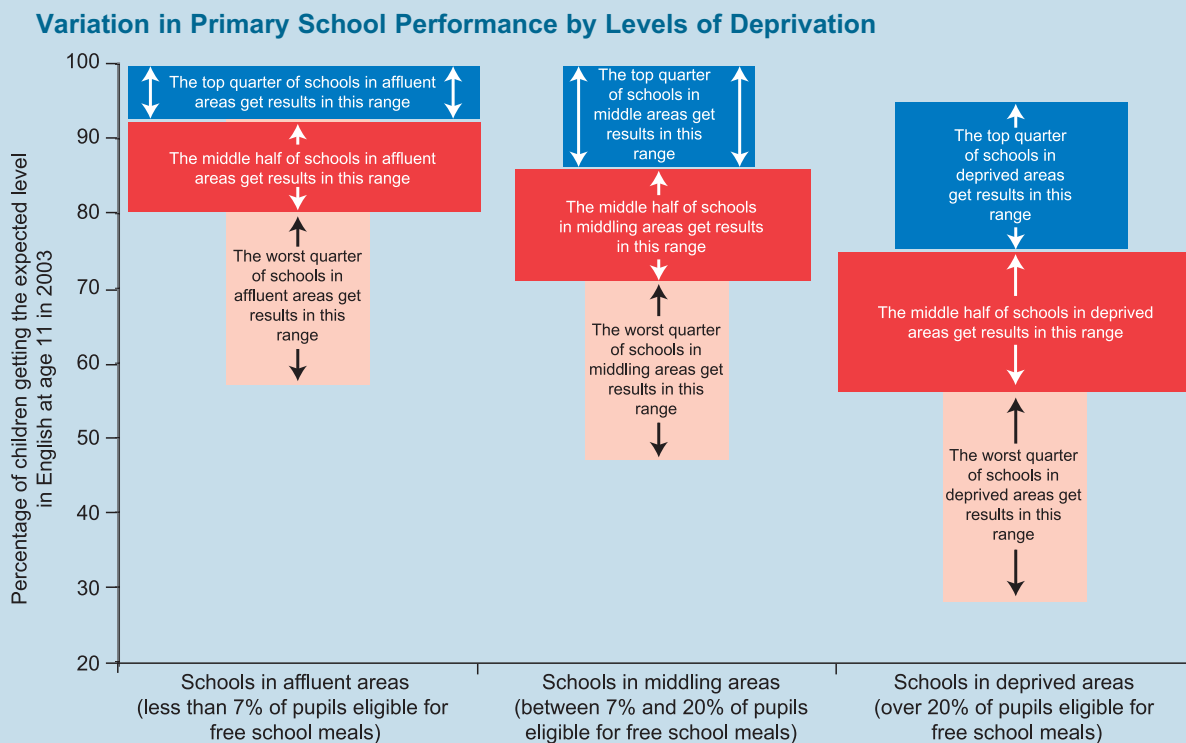 Variation in Primary School Performance by Levels of Deprivation
Percentage of children getting the expected level
in English at age 11 in 2003
100
90
80
70
60
50
40
30
20
The top quarter of schools in affluent
areas get results in this range
The middle half of schools in affluent
areas get results in this range
The worst quarter
of schools in
affluent areas get
results in this
range
The top quarter
of schools in
middle areas get
results in this
range
The middle half of schools
in middling areas get results
in this range
The worst quarter
of schools in
middling areas get
results in this
range
The top quarter
of schools in
deprived areas
get results in this
range
The middle half of schools in deprived
areas get results in this range
The worst quarter
of schools in
deprived areas get
results in this
range
Schools in affluent areas
(less than 7% of pupils eligible for
free school meals)
Schools in middling areas
(between 7% and 20% of pupils
eligible for free school meals)
Schools in deprived areas
(over 20% of pupils eligible for
free school meals)